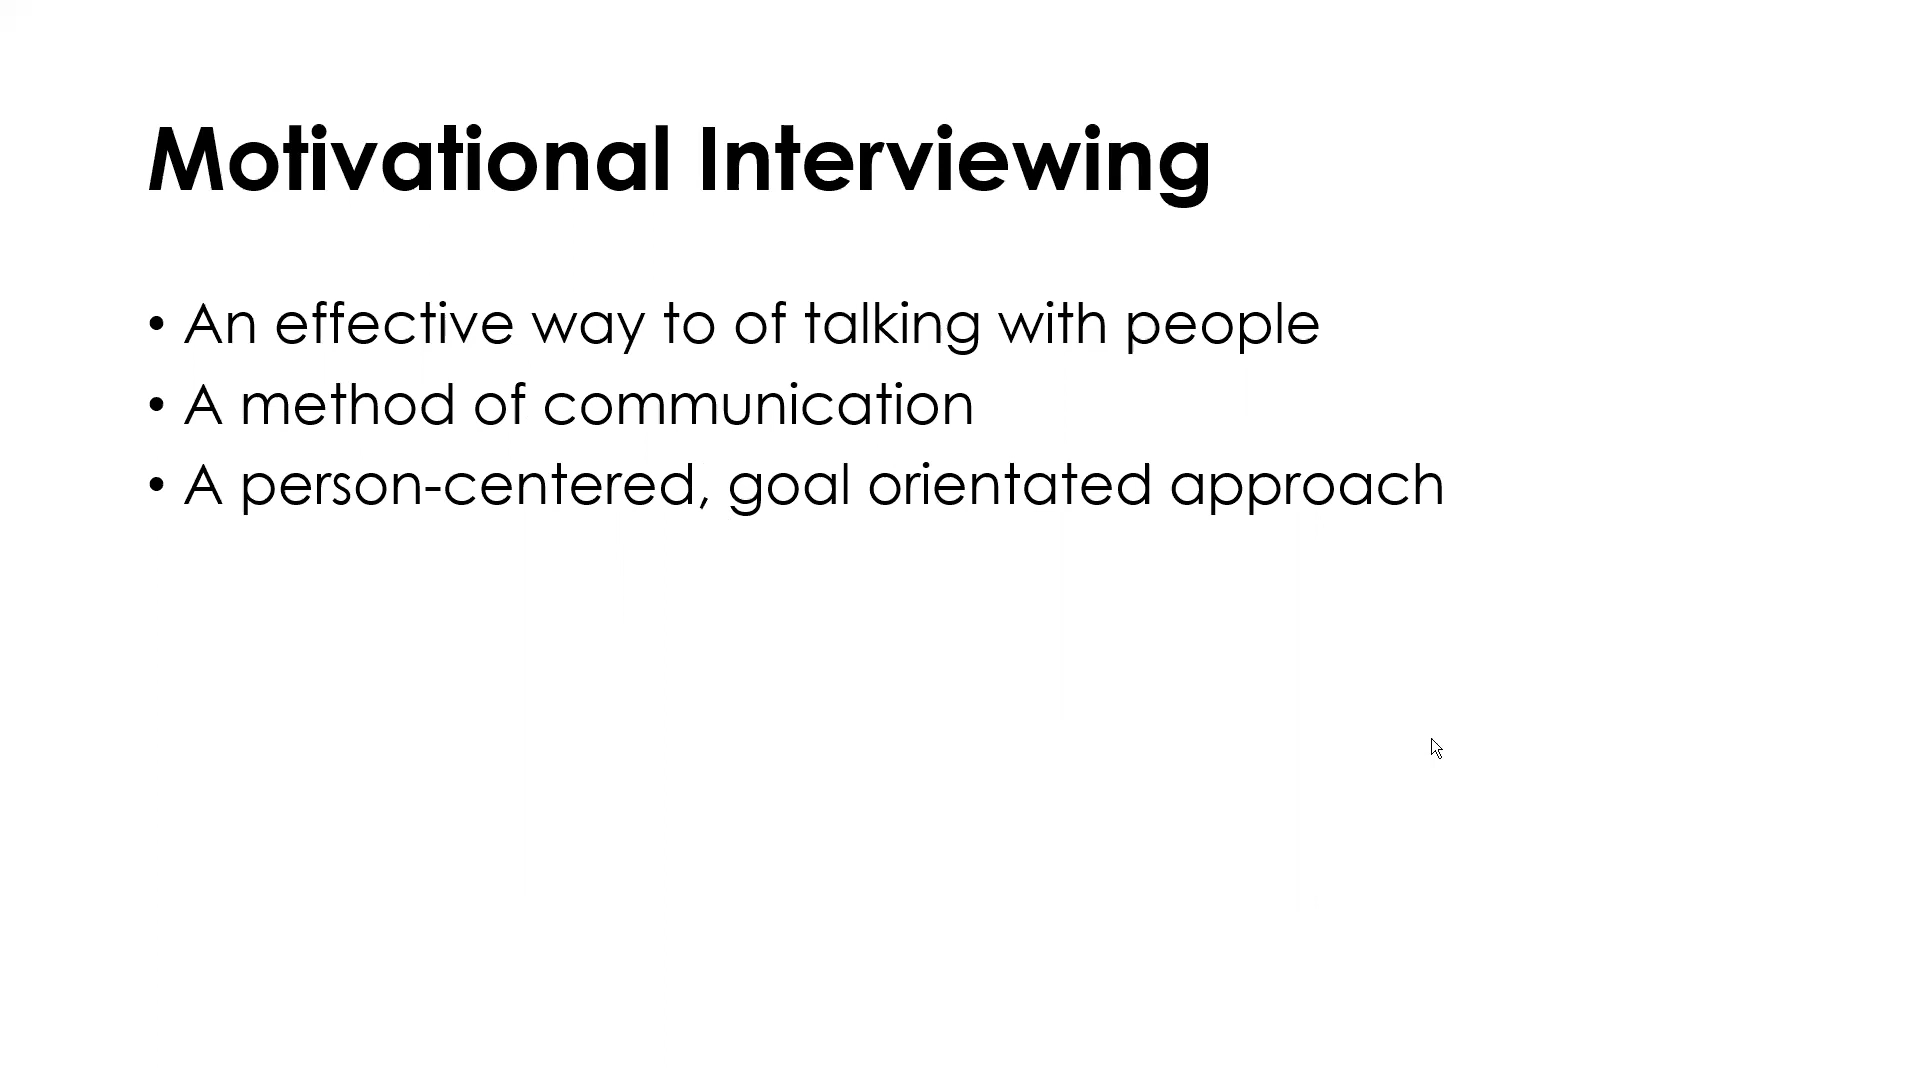 Motivational Interviewing
• An effective way to of talking with people
• A method of communication
• A person-centered, goal orientated approach